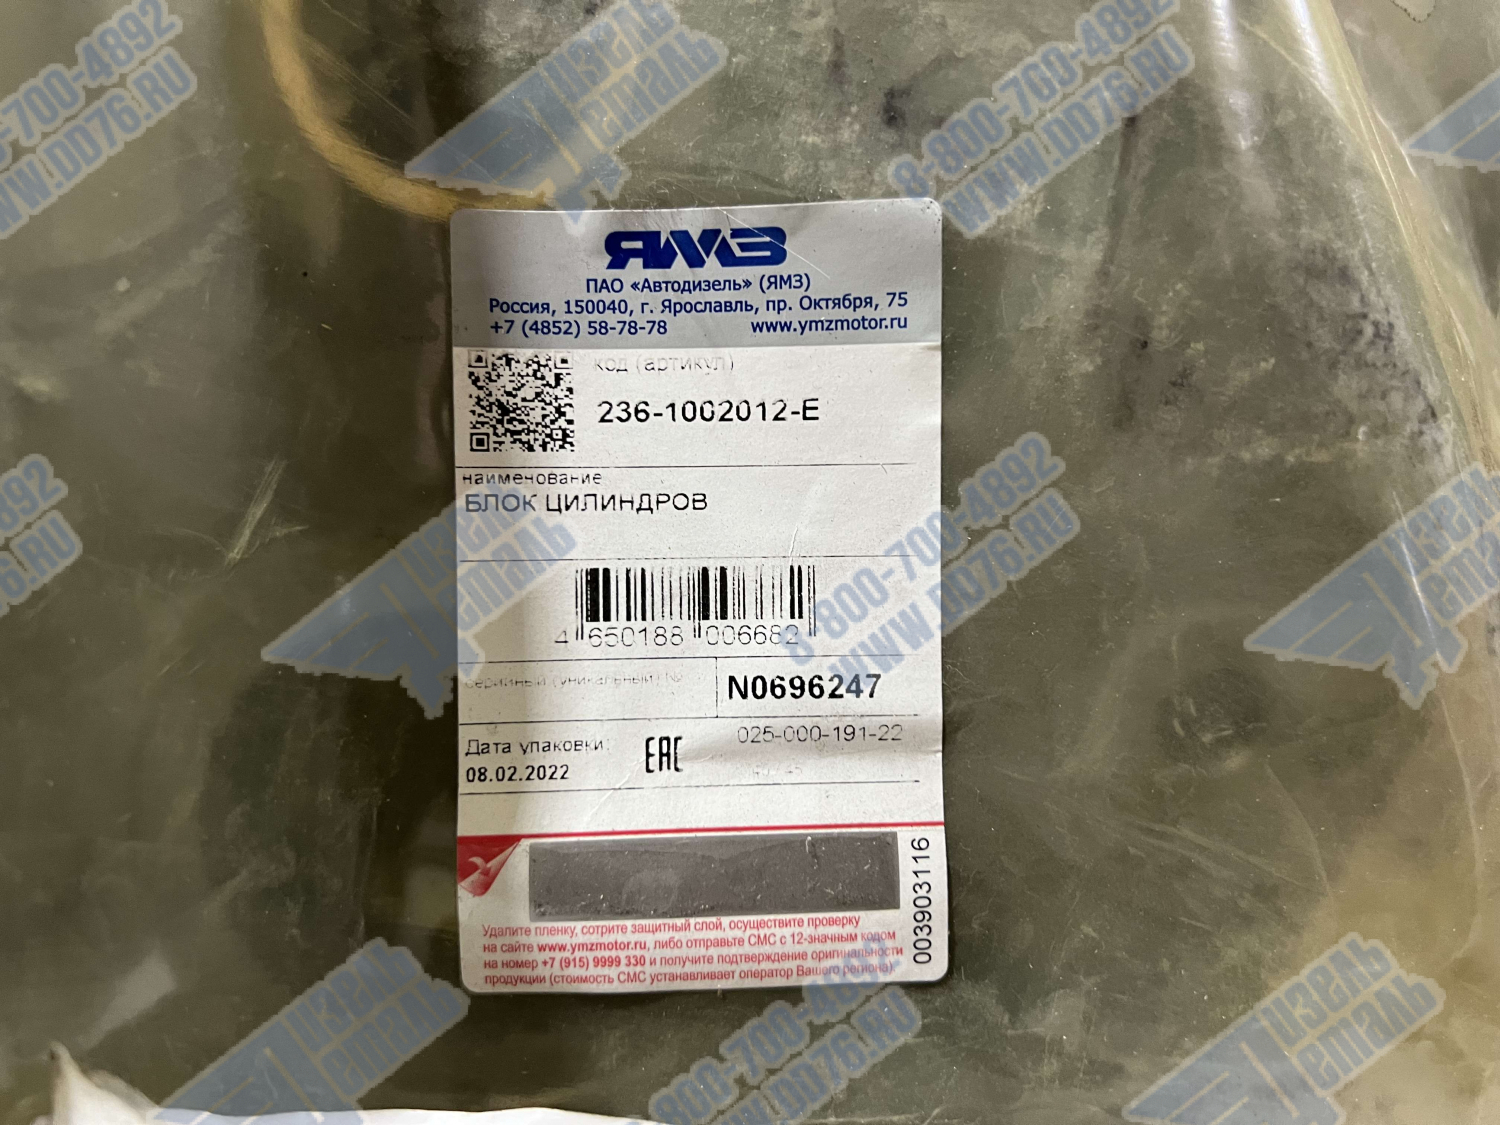 ЯМЗ
ПАО «Автодизель» (ЯМЗ)
Россия, 150040, г. Ярославль, пр. Октября, 75
+7 (4852) 58-78-78 www.ymzmotor.ru
код (артикул)
236-1002012-Е
наименование
БЛОК ЦИЛИНДРОВ
4 650188 006682
серийный (уникальный) №
N0696247
Дата упаковки:
08.02.2022
ЕАС
025-000-191-22
003903116
Удалите пленку, сотрите защитный слой, осуществите проверку
на сайте www.ymzmotor.ru, либо отправьте СМС с 12-значным кодом
на номер +7 (915) 9999 330 и получите подтверждение оригинальности
продукции (стоимость СМС устанавливает оператор Вашего региона).
Дизель
Деталь
8-800-700-4892
WWW.DD76.RU